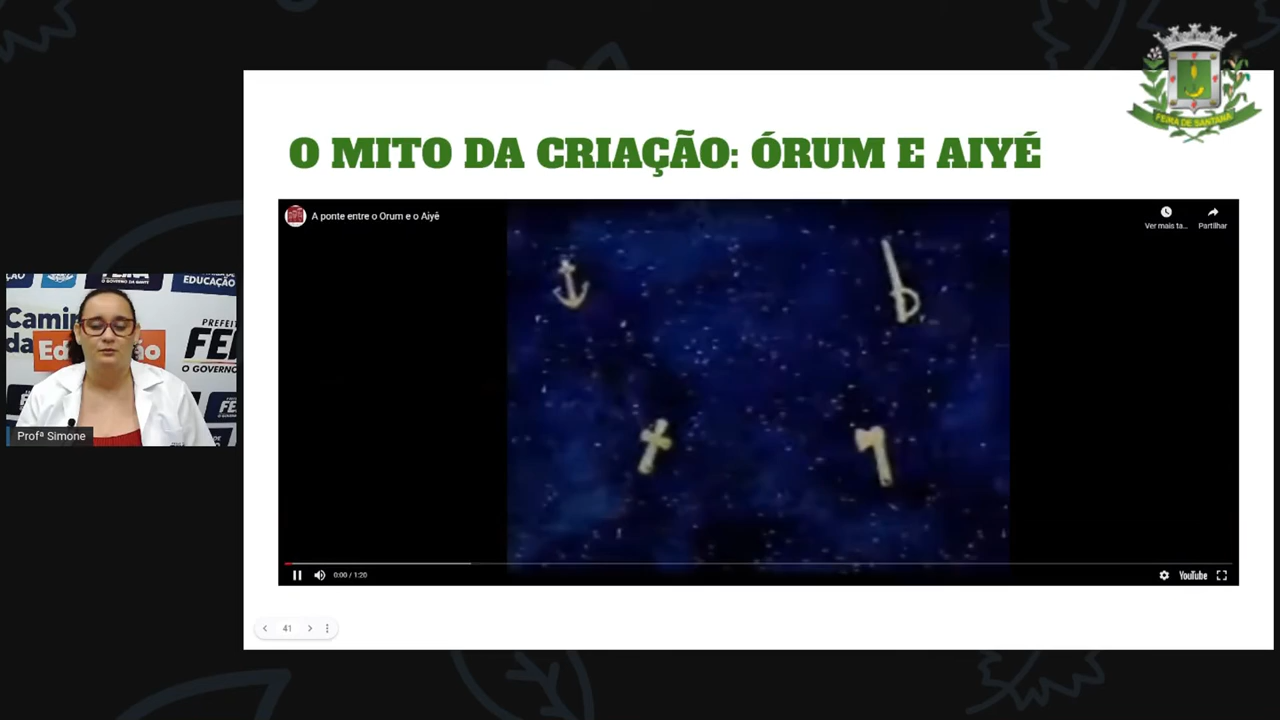 FEIRA DE SANTANA
O MITO DA CRIAÇÃO: ÓRUM E AIYÉ
A ponte entre o Orum e o Aiyê
Ver mais ta...
Partilhar
EDUCAÇÃO
O GOVERNO
PREFEIT
Camin
da
Ed
ão
FEI
O GOVERNO
Profª Simone
0:00 / 1:20
YouTube
41